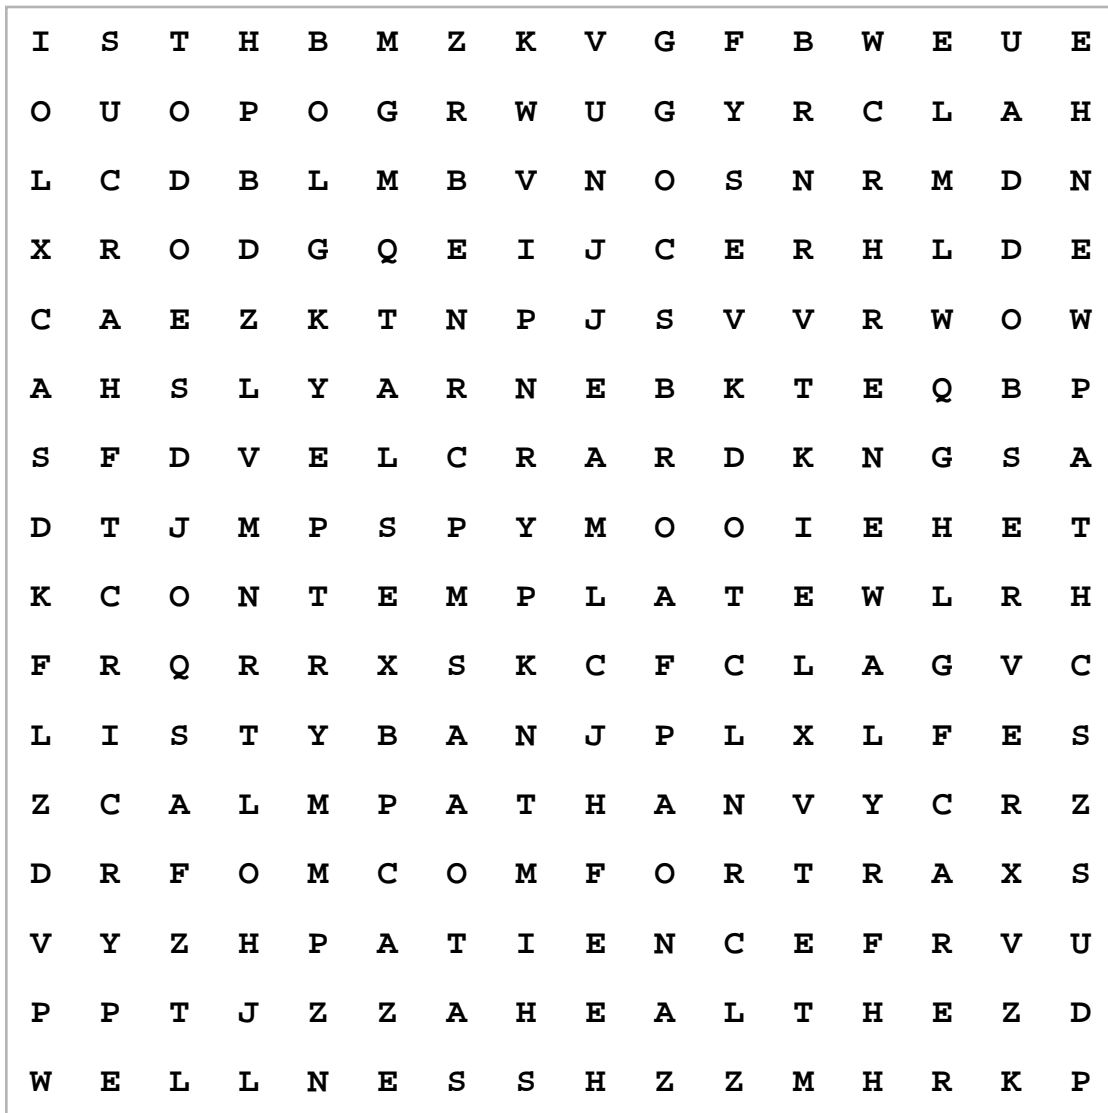 I S T H B M Z K V G F B W E U E
O U O P O G R W U G Y R C L A H
L C D B L M B V N O S N R M D N
X R O D G Q E I J C E R H L D E
C A E Z K T N P J S V V R W O W
A H S L Y A R N E B K T E Q B P
S F D V E L C R A R D K N G S A
D T J M P S P Y M O O I E H E T
K C O N T E M P L A T E W L R H
F R Q R R X S K C F C L A G V C
L I S T Y B A N J P L X L F E S
Z C A L M P A T H A N V Y C R Z
D R F O M C O M F O R T R A X S
V Y Z H P A T I E N C E F R V U
P P T J Z Z A H E A L T H E Z D
W E L L N E S S H Z Z M H R K P